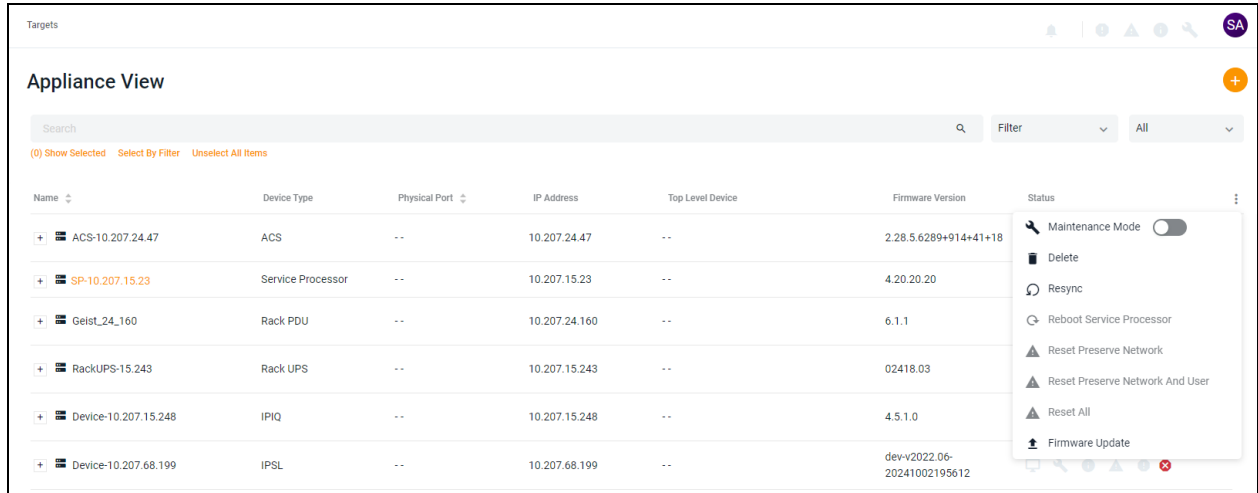 Targets
SA
Appliance View
+
Search
Filter
All
(0) Show Selected Select By Filter Unselect All Items
Name Device Type Physical Port IP Address Top Level Device Firmware Version Status
+ ACS-10.207.24.47 ACS -- 10.207.24.47 -- 2.28.5.6289+914+41+18
+ SP-10.207.15.23 Service Processor -- 10.207.15.23 -- 4.20.20.20
+ Geist_24_160 Rack PDU -- 10.207.24.160 -- 6.1.1
+ RackUPS-15.243 Rack UPS -- 10.207.15.243 -- 02418.03
+ Device-10.207.15.248 IPIQ -- 10.207.15.248 -- 4.5.1.0
+ Device-10.207.68.199 IPSL -- 10.207.68.199 -- dev-v2022.06-
20241002195612
Maintenance Mode
Delete
Resync
Reboot Service Processor
Reset Preserve Network
Reset Preserve Network And User
Reset All
Firmware Update